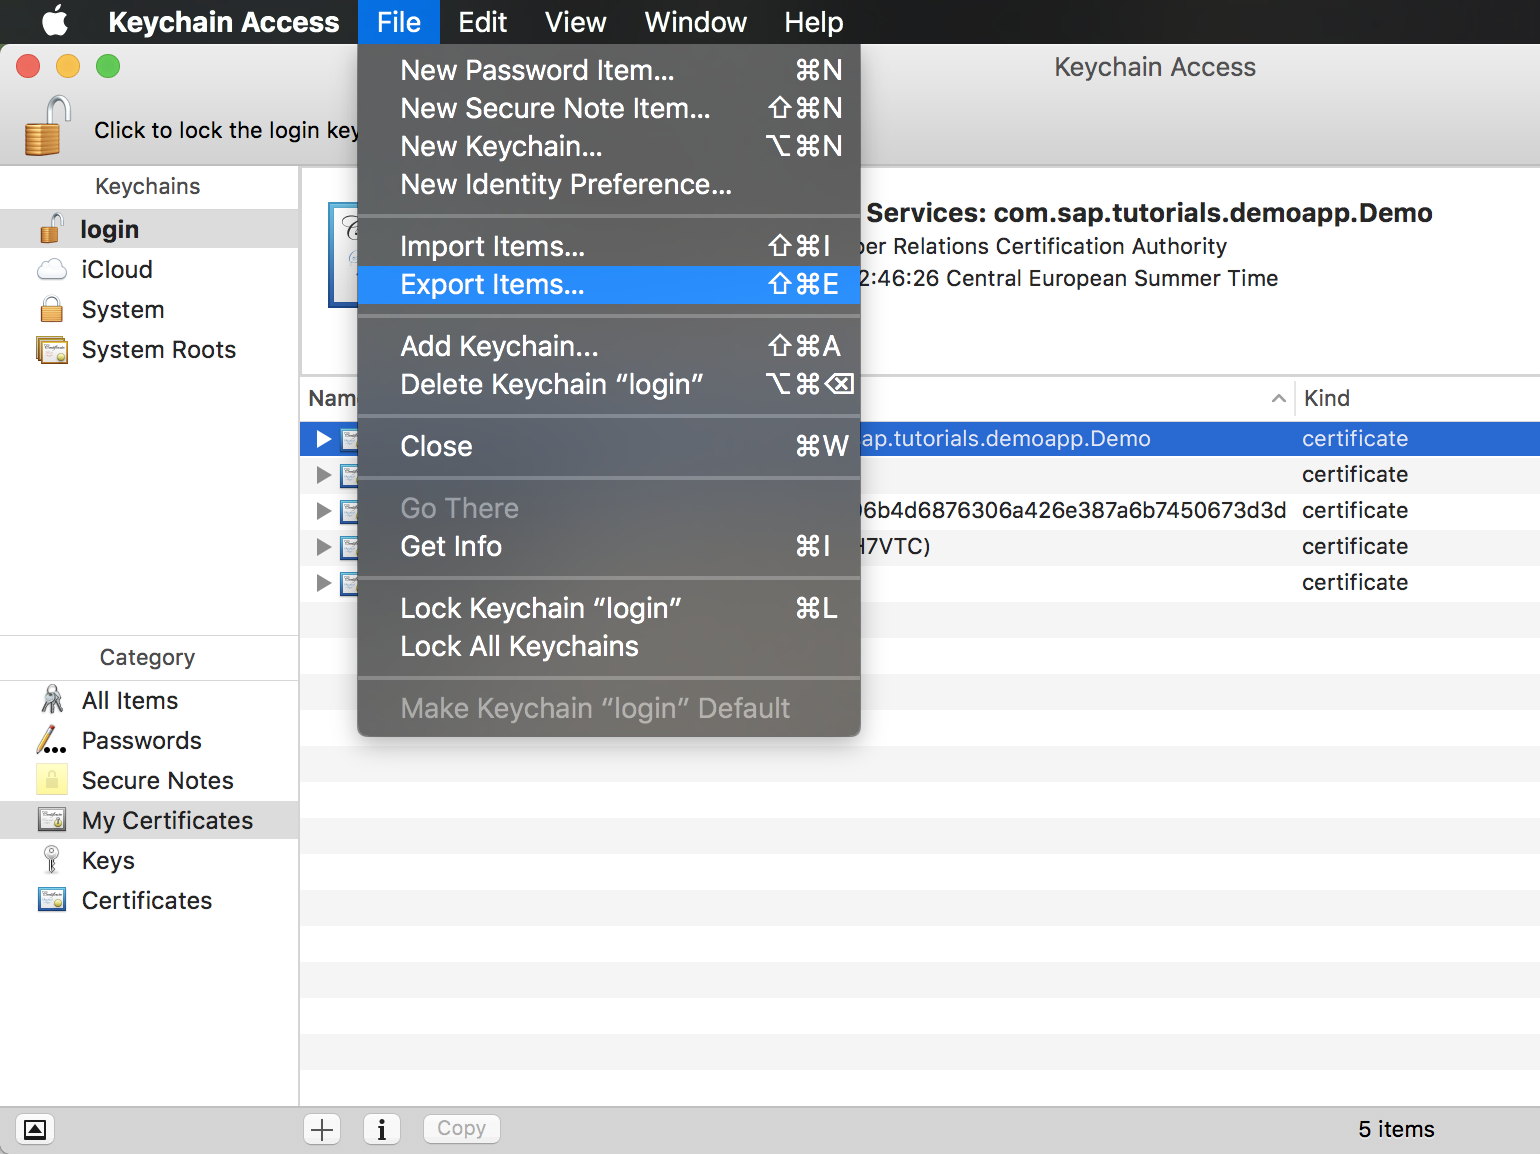 Keychain Access File Edit View Window Help
Keychain Access
Click to lock the login key
New Password Item... ⌘N
New Secure Note Item... ⇧⌘N
New Keychain... ⌥⌘N
New Identity Preference...
Import Items... ⇧⌘I
Export Items... ⇧⌘E
Add Keychain... ⇧⌘A
Delete Keychain “login” ⌥⌘⌫
Close ⌘W
Go There
Get Info ⌘I
Lock Keychain “login” ⌘L
Lock All Keychains
Make Keychain “login” Default
Keychains
login
iCloud
System
System Roots
Category
All Items
Passwords
Secure Notes
My Certificates
Keys
Certificates
Services: com.sap.tutorials.demoapp.Demo
Relations Certification Authority
2:46:26 Central European Summer Time
Kind
ap.tutorials.demoapp.Demo certificate
certificate
6b4d6876306a426e387a6b7450673d3d certificate
H7VTC) certificate
certificate
Copy
5 items